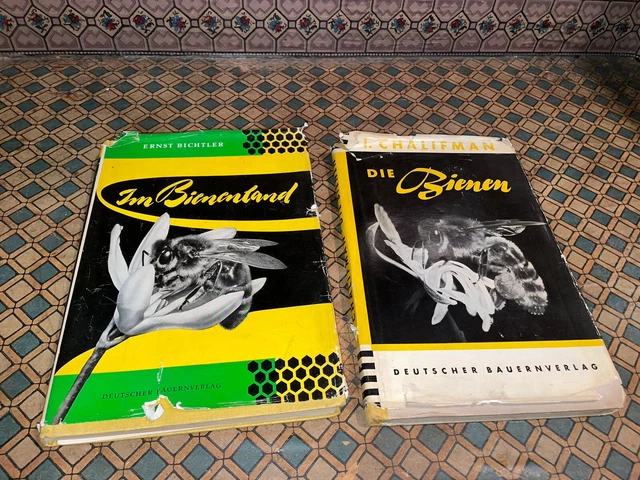 ERNST BICHTLER
Im Bienenland
DEUTSCHER BAUERNVERLAG
I. CHALIFMAN
DIE Bienen
DEUTSCHER BAUERNVERLAG